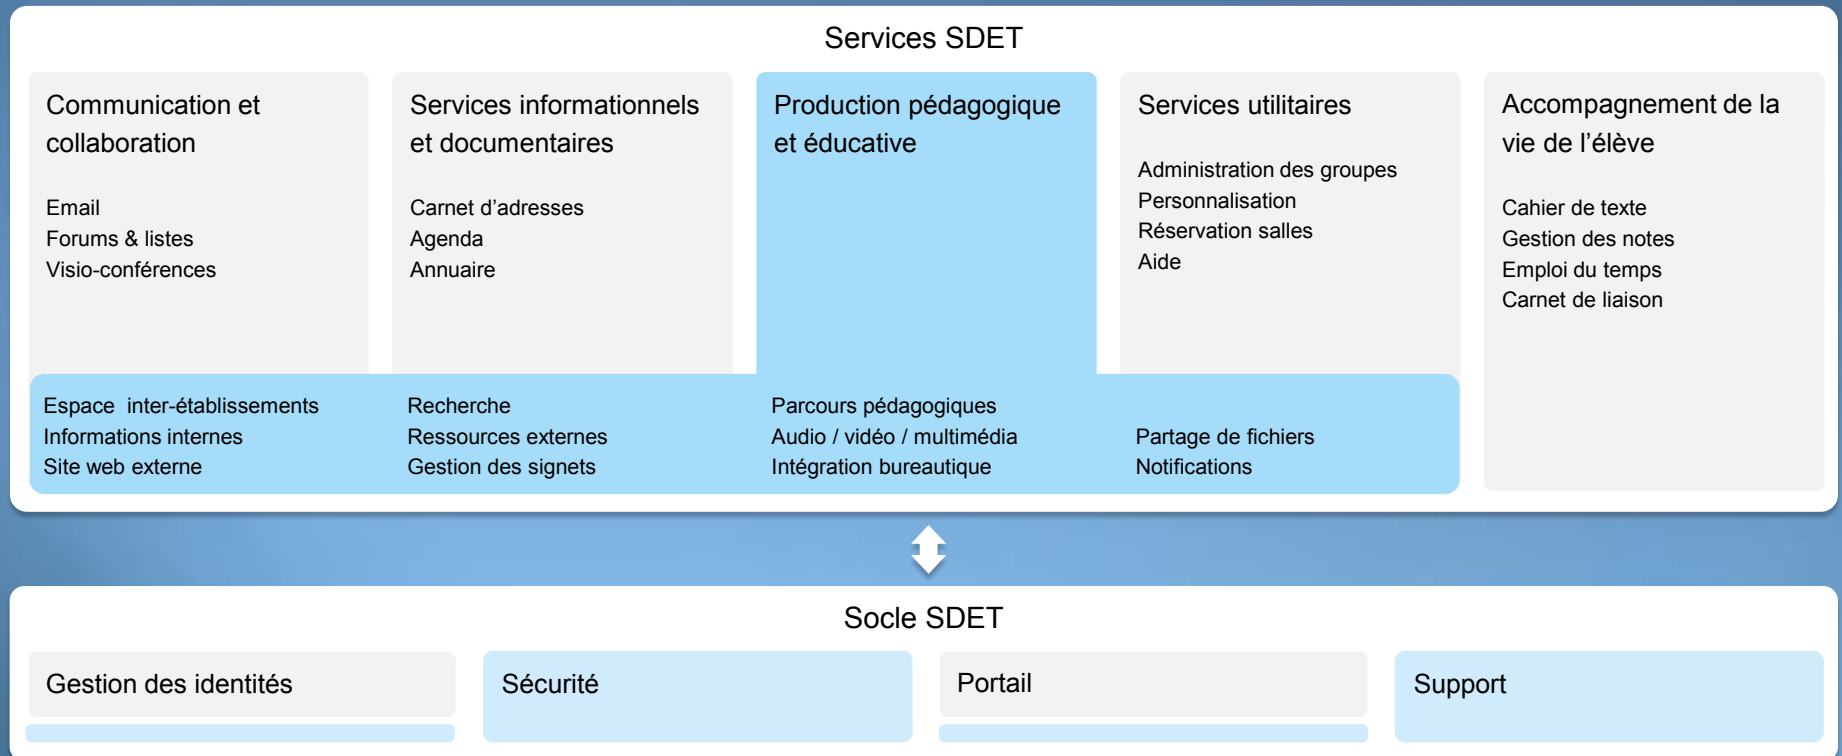 Services SDET
Communication et
collaboration
Email
Forums & listes
Visio-conférences
Services informationnels
et documentaires
Carnet d’adresses
Agenda
Annuaire
Production pédagogique
et éducative
Services utilitaires
Administration des groupes
Personnalisation
Réservation salles
Aide
Accompagnement de la
vie de l’élève
Cahier de texte
Gestion des notes
Emploi du temps
Carnet de liaison
Espace inter-établissements
Informations internes
Site web externe
Recherche
Ressources externes
Gestion des signets
Parcours pédagogiques
Audio / vidéo / multimédia
Intégration bureautique
Partage de fichiers
Notifications
Socle SDET
Gestion des identités
Sécurité
Portail
Support